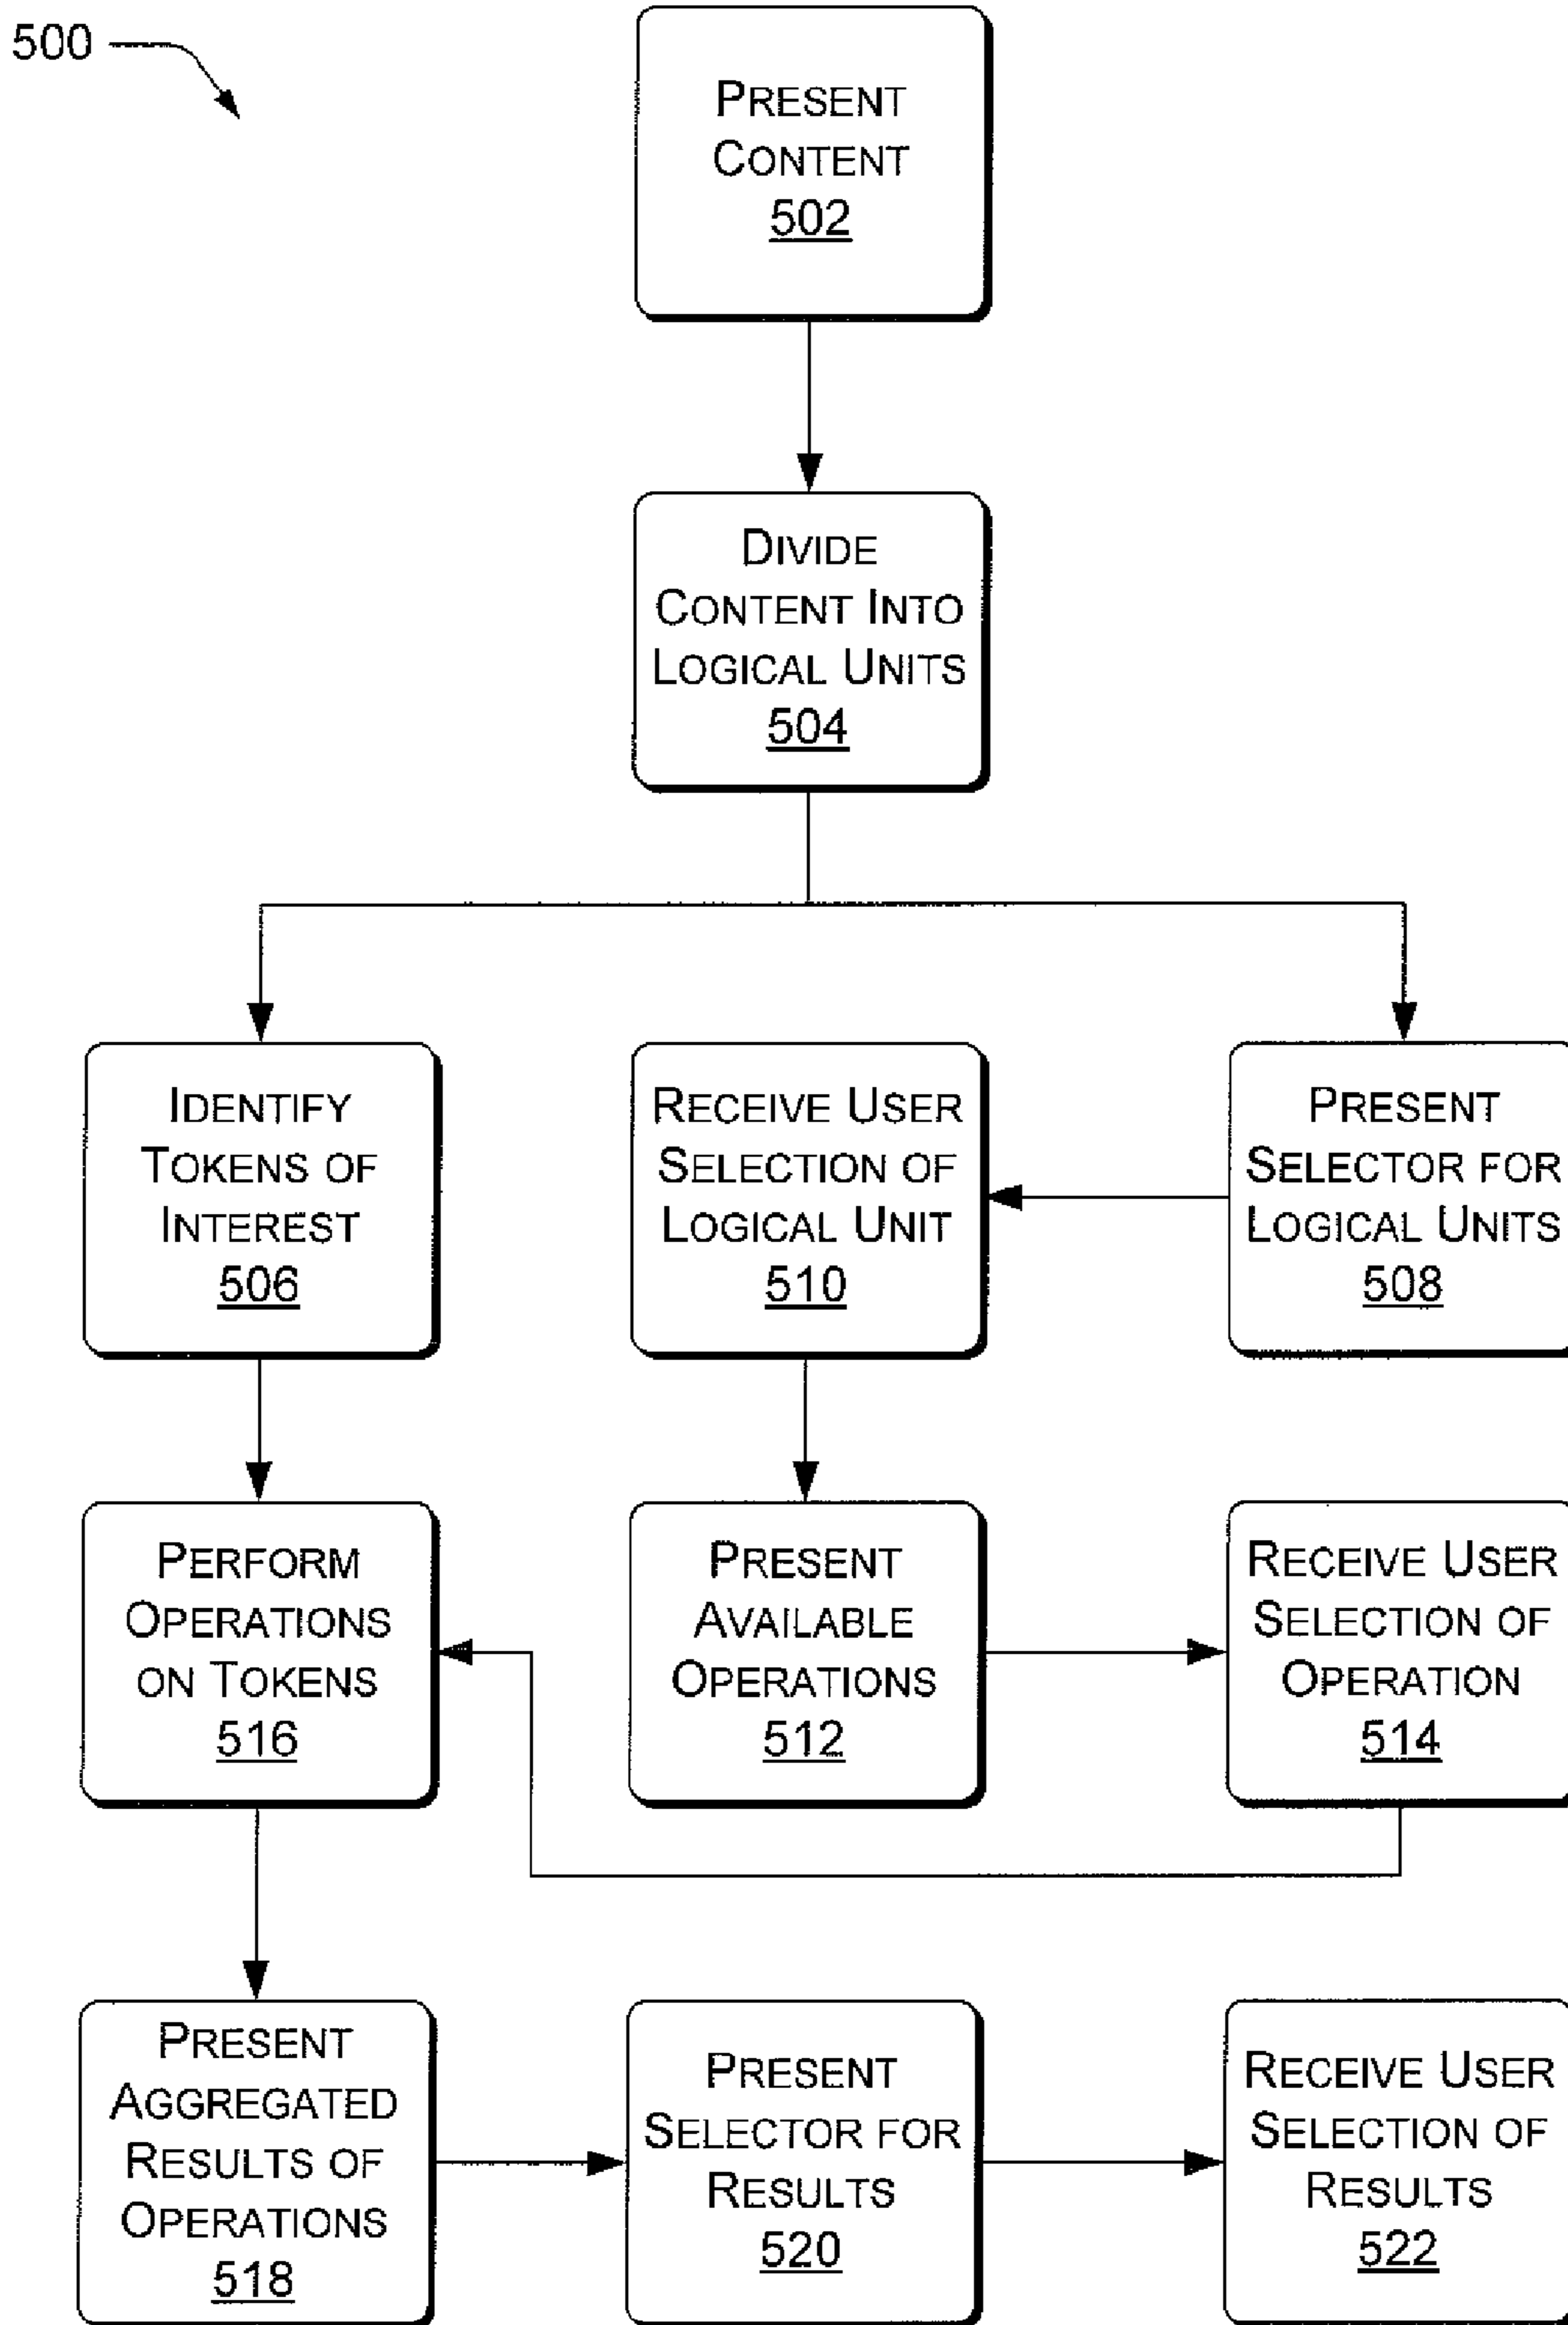 500
PRESENT
CONTENT
502
DIVIDE
CONTENT INTO
LOGICAL UNITS
504
IDENTIFY
TOKENS OF
INTEREST
506
RECEIVE USER
SELECTION OF
LOGICAL UNIT
510
PRESENT
SELECTOR FOR
LOGICAL UNITS
508
PERFORM
OPERATIONS
ON TOKENS
516
PRESENT
AVAILABLE
OPERATIONS
512
RECEIVE USER
SELECTION OF
OPERATION
514
PRESENT
AGGREGATED
RESULTS OF
OPERATIONS
518
PRESENT
SELECTOR FOR
RESULTS
520
RECEIVE USER
SELECTION OF
RESULTS
522